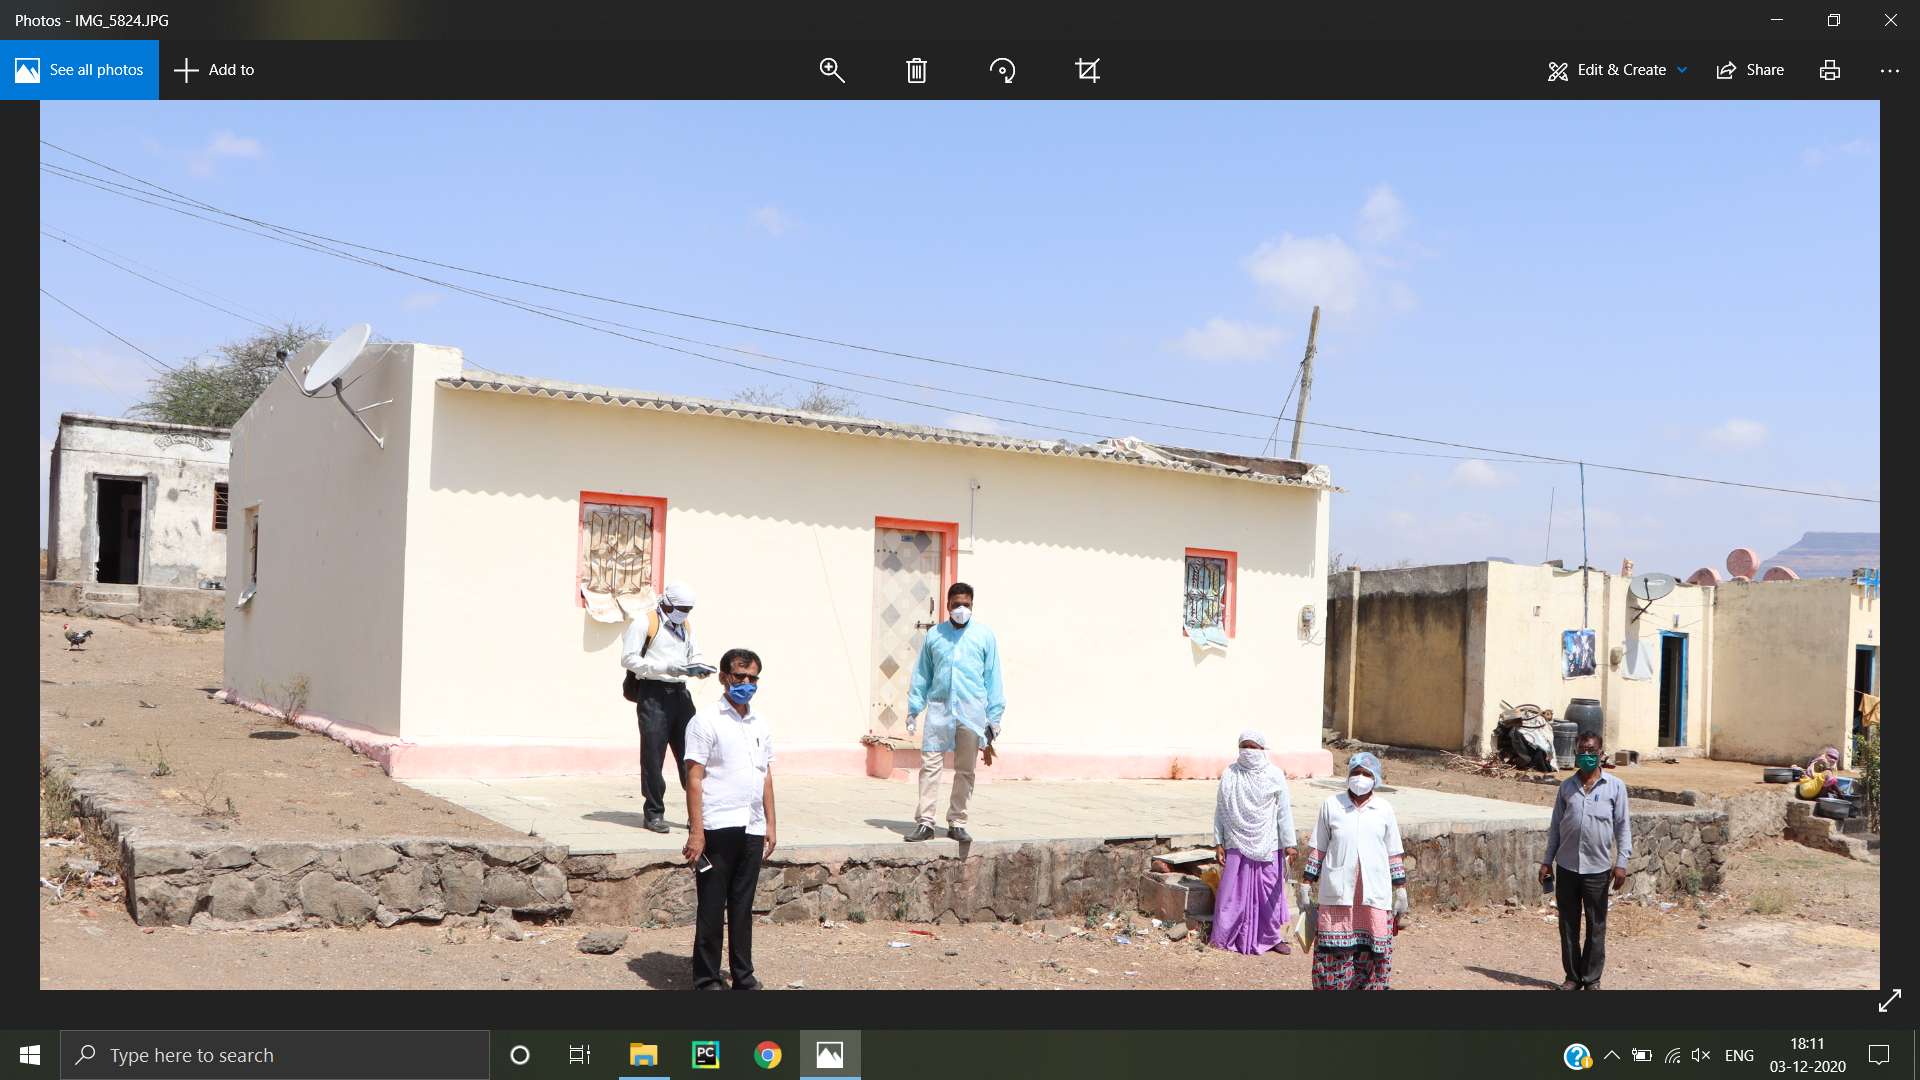 Photos - IMG_5824.JPG
See all photos
Add to
Edit & Create
Share
Type here to search
PC
ENG
18:11
03-12-2020